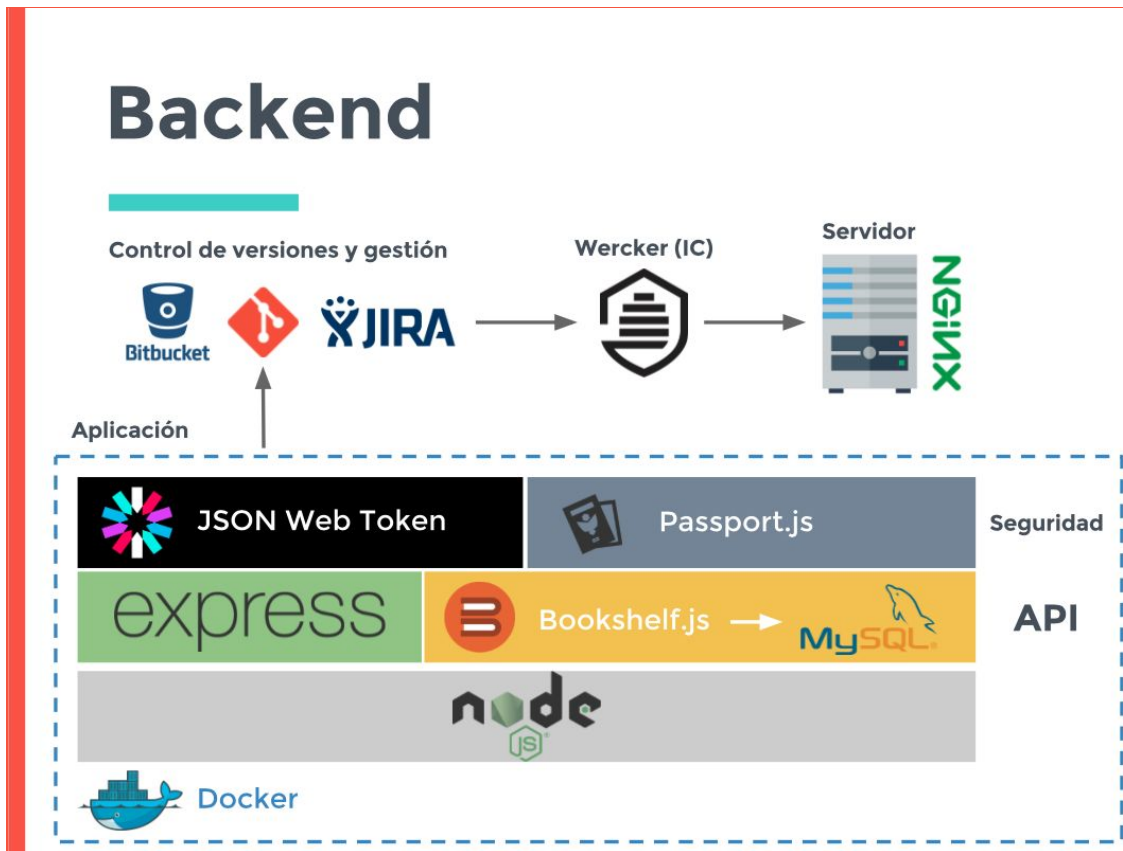 Backend
Control de versiones y gestión
Wercker (IC)
Servidor
Bitbucket
JIRA
NGINX
Aplicación
JSON Web Token
Passport.js
Seguridad
express
Bookshelf.js
MySQL
API
node
JS
Docker